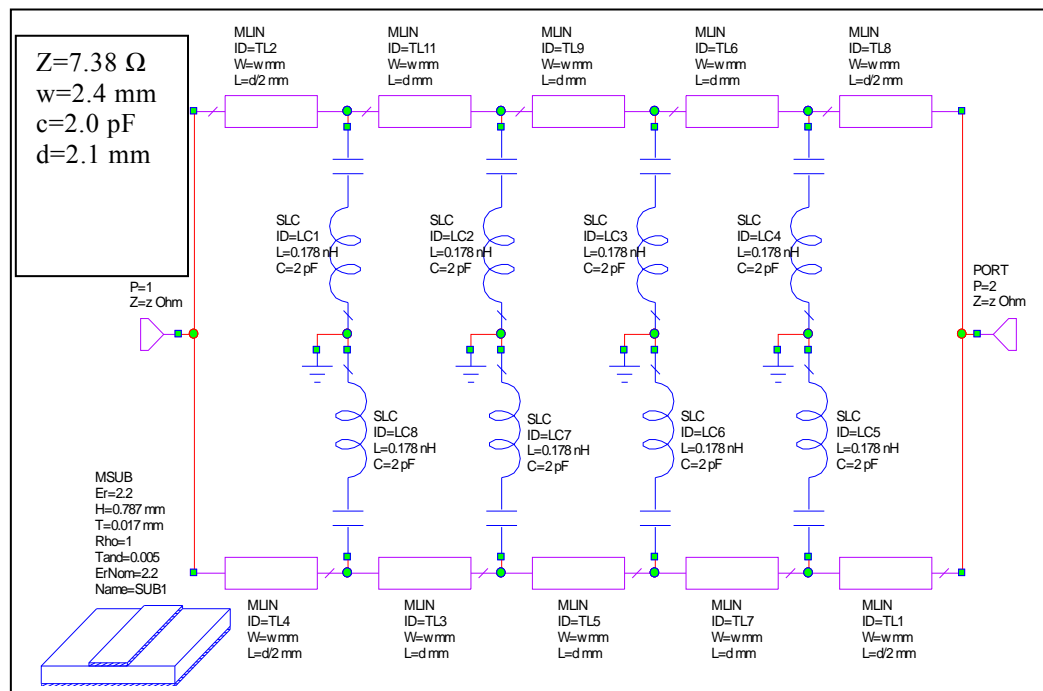 Z=7.38 Ω
w=2.4 mm
c=2.0 pF
d=2.1 mm
MLIN
ID=TL2
W=w mm
L=d/2 mm
MLIN
ID=TL11
W=w mm
L=d mm
MLIN
ID=TL9
W=w mm
L=d mm
MLIN
ID=TL6
W=w mm
L=d mm
MLIN
ID=TL8
W=w mm
L=d/2 mm
SLC
ID=LC1
L=0.178 nH
C=2 pF
SLC
ID=LC2
L=0.178 nH
C=2 pF
SLC
ID=LC3
L=0.178 nH
C=2 pF
SLC
ID=LC4
L=0.178 nH
C=2 pF
P=1
Z=z Ohm
PORT
P=2
Z=z Ohm
SLC
ID=LC8
L=0.178 nH
C=2 pF
SLC
ID=LC7
L=0.178 nH
C=2 pF
SLC
ID=LC6
L=0.178 nH
C=2 pF
SLC
ID=LC5
L=0.178 nH
C=2 pF
MSUB
Er=2.2
H=0.787 mm
T=0.017 mm
Rho=1
Tand=0.005
ErNom=2.2
Name=SUB1
MLIN
ID=TL4
W=w mm
L=d/2 mm
MLIN
ID=TL3
W=w mm
L=d mm
MLIN
ID=TL5
W=w mm
L=d mm
MLIN
ID=TL7
W=w mm
L=d mm
MLIN
ID=TL1
W=w mm
L=d/2 mm